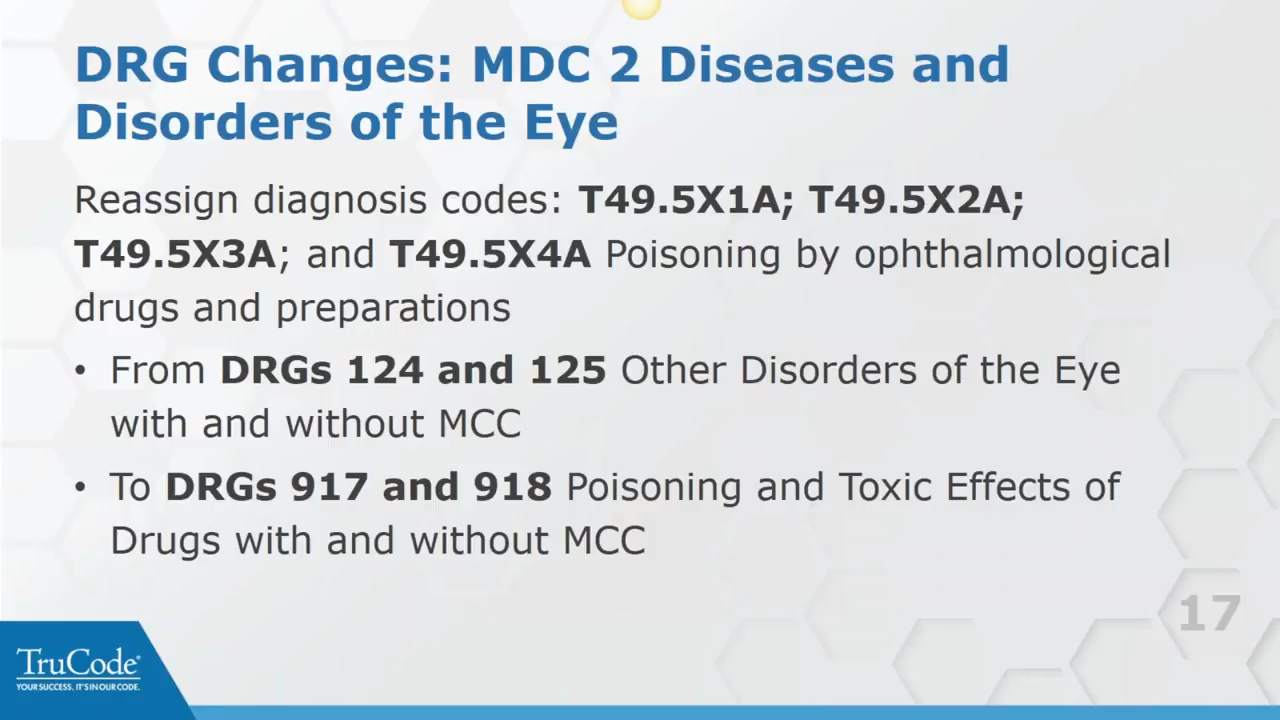 DRG Changes: MDC 2 Diseases and
Disorders of the Eye
Reassign diagnosis codes: T49.5X1A; T49.5X2A;
T49.5X3A; and T49.5X4A Poisoning by ophthalmological
drugs and preparations
• From DRGs 124 and 125 Other Disorders of the Eye
with and without MCC
• To DRGs 917 and 918 Poisoning and Toxic Effects of
Drugs with and without MCC
17
TruCode®
YOUR SUCCESS. IT'S IN OUR CODE.